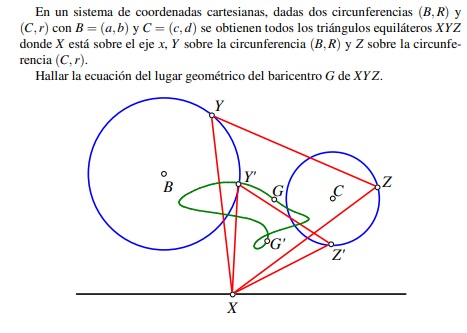 En un sistema de coordenadas cartesianas, dadas dos circunferencias (B,R) y
(C,r) con B = (a,b) y C = (c,d) se obtienen todos los triángulos equiláteros XYZ
donde X está sobre el eje x, Y sobre la circunferencia (B,R) y Z sobre la circunfe-
rencia (C,r).
Hallar la ecuación del lugar geométrico del baricentro G de XYZ.
Y
B
Y'
G
C
Z
G'
Z'
X